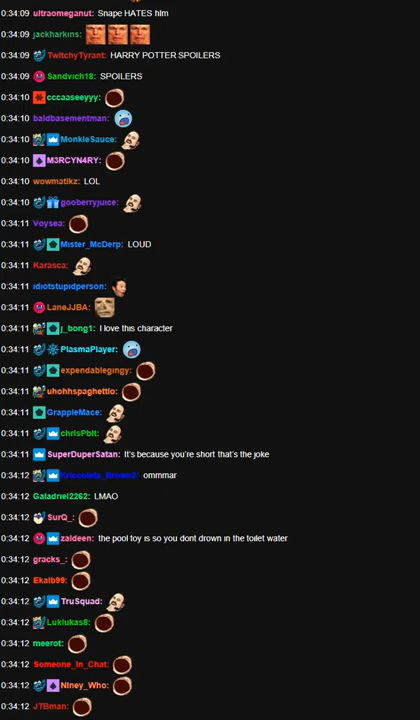 0:34:09 ultraomeganut: Snape HATES him
0:34:09 jackharkins:
0:34:09 TwitchyTyrant: HARRY POTTER SPOILERS
0:34:09 Sandvich18: SPOILERS
0:34:10 cccaaseeyyy:
0:34:10 baldbasementman:
0:34:10 MonkieSauce:
0:34:10 M3RCYN4RY:
0:34:10 wowmatikz: LOL
0:34:10 gooberryjuice:
0:34:11 Voysea:
0:34:11 Mister_McDerp: LOUD
0:34:11 Karasca:
0:34:11 idiotstupidperson:
0:34:11 LaneJJBA:
0:34:11 j_bong1: I love this character
0:34:11 PlasmaPlayer:
0:34:11 expendablegingy:
0:34:11 uhohhspaghettio:
0:34:11 GrappleMace:
0:34:11 chrisPbit:
0:34:11 SuperDuperSatan: It's because you're short that's the joke
0:34:12 ommmar
0:34:12 Galadriel2262: LMAO
0:34:12 SurQ_:
0:34:12 zaldeen: the pool toy is so you dont drown in the toilet water
0:34:12 gracks_:
0:34:12 Ekalb99:
0:34:12 TruSquad:
0:34:12 Luklukas8:
0:34:12 meerot:
0:34:12 Someone_In_Chat:
0:34:12 Niney_Who:
0:34:12 JTBman: